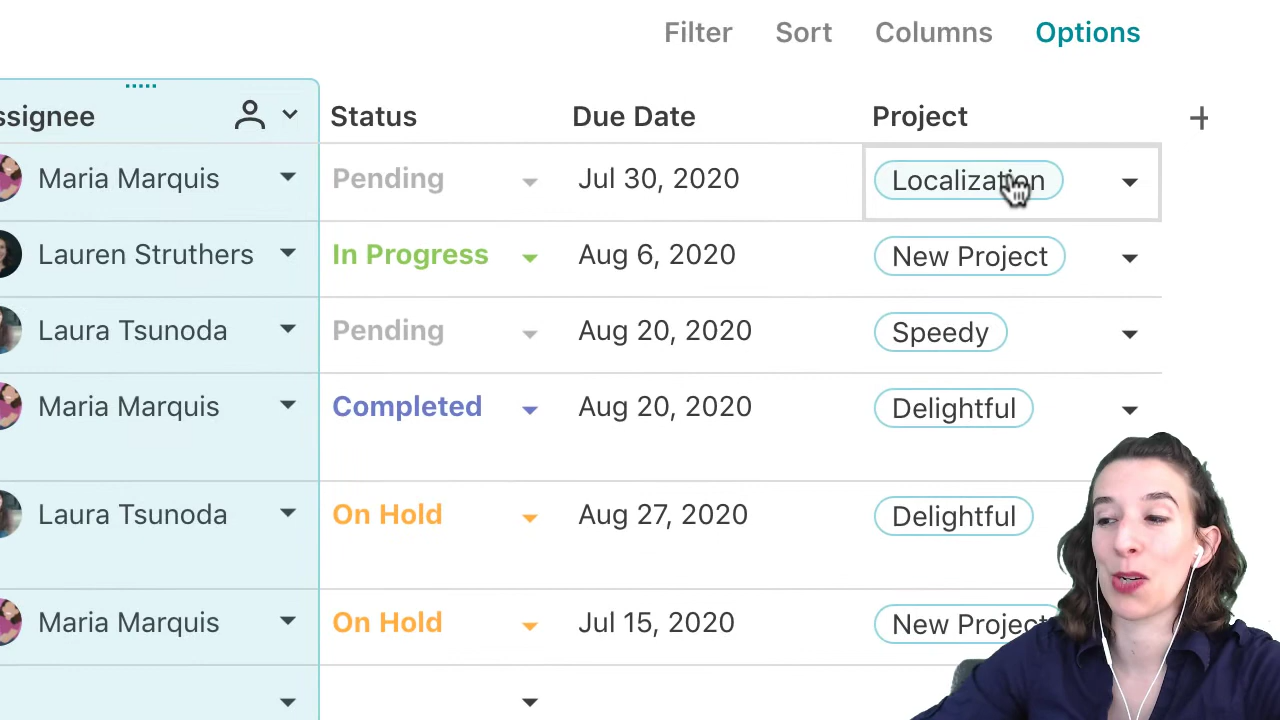 Filter Sort Columns Options
ssignee Status Due Date Project +
Maria Marquis Pending Jul 30, 2020 Localization
Lauren Struthers In Progress Aug 6, 2020 New Project
Laura Tsunoda Pending Aug 20, 2020 Speedy
Maria Marquis Completed Aug 20, 2020 Delightful
Laura Tsunoda On Hold Aug 27, 2020 Delightful
Maria Marquis On Hold Jul 15, 2020 New Project